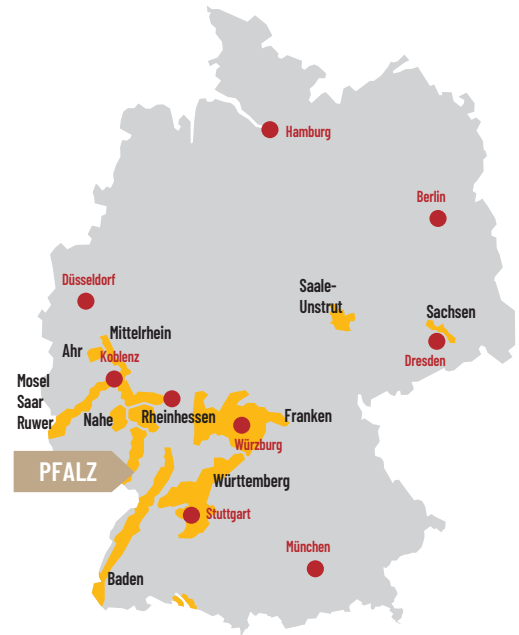 Hamburg
Berlin
Düsseldorf
Saale-
Unstrut
Sachsen
Mittelrhein
Ahr
Koblenz
Dresden
Mosel
Saar
Ruwer
Nahe
Rheinhessen
Franken
Würzburg
PFALZ
Württemberg
Stuttgart
München
Baden